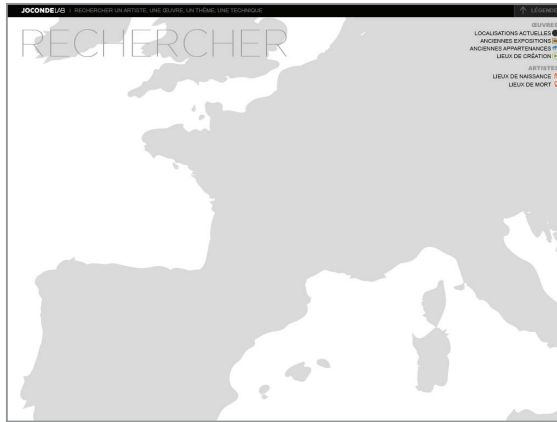 JOCONDELAB | RECHERCHER UN ARTISTE, UNE ŒUVRE, UN THÈME, UNE TECHNIQUE
LÉGENDE
RECHERCHER
ŒUVRES
LOCALISATIONS ACTUELLES
ANCIENNES EXPOSITIONS
ANCIENNES APPARTENANCES
LIEUX DE CRÉATION
ARTISTES
LIEUX DE NAISSANCE
LIEUX DE MORT